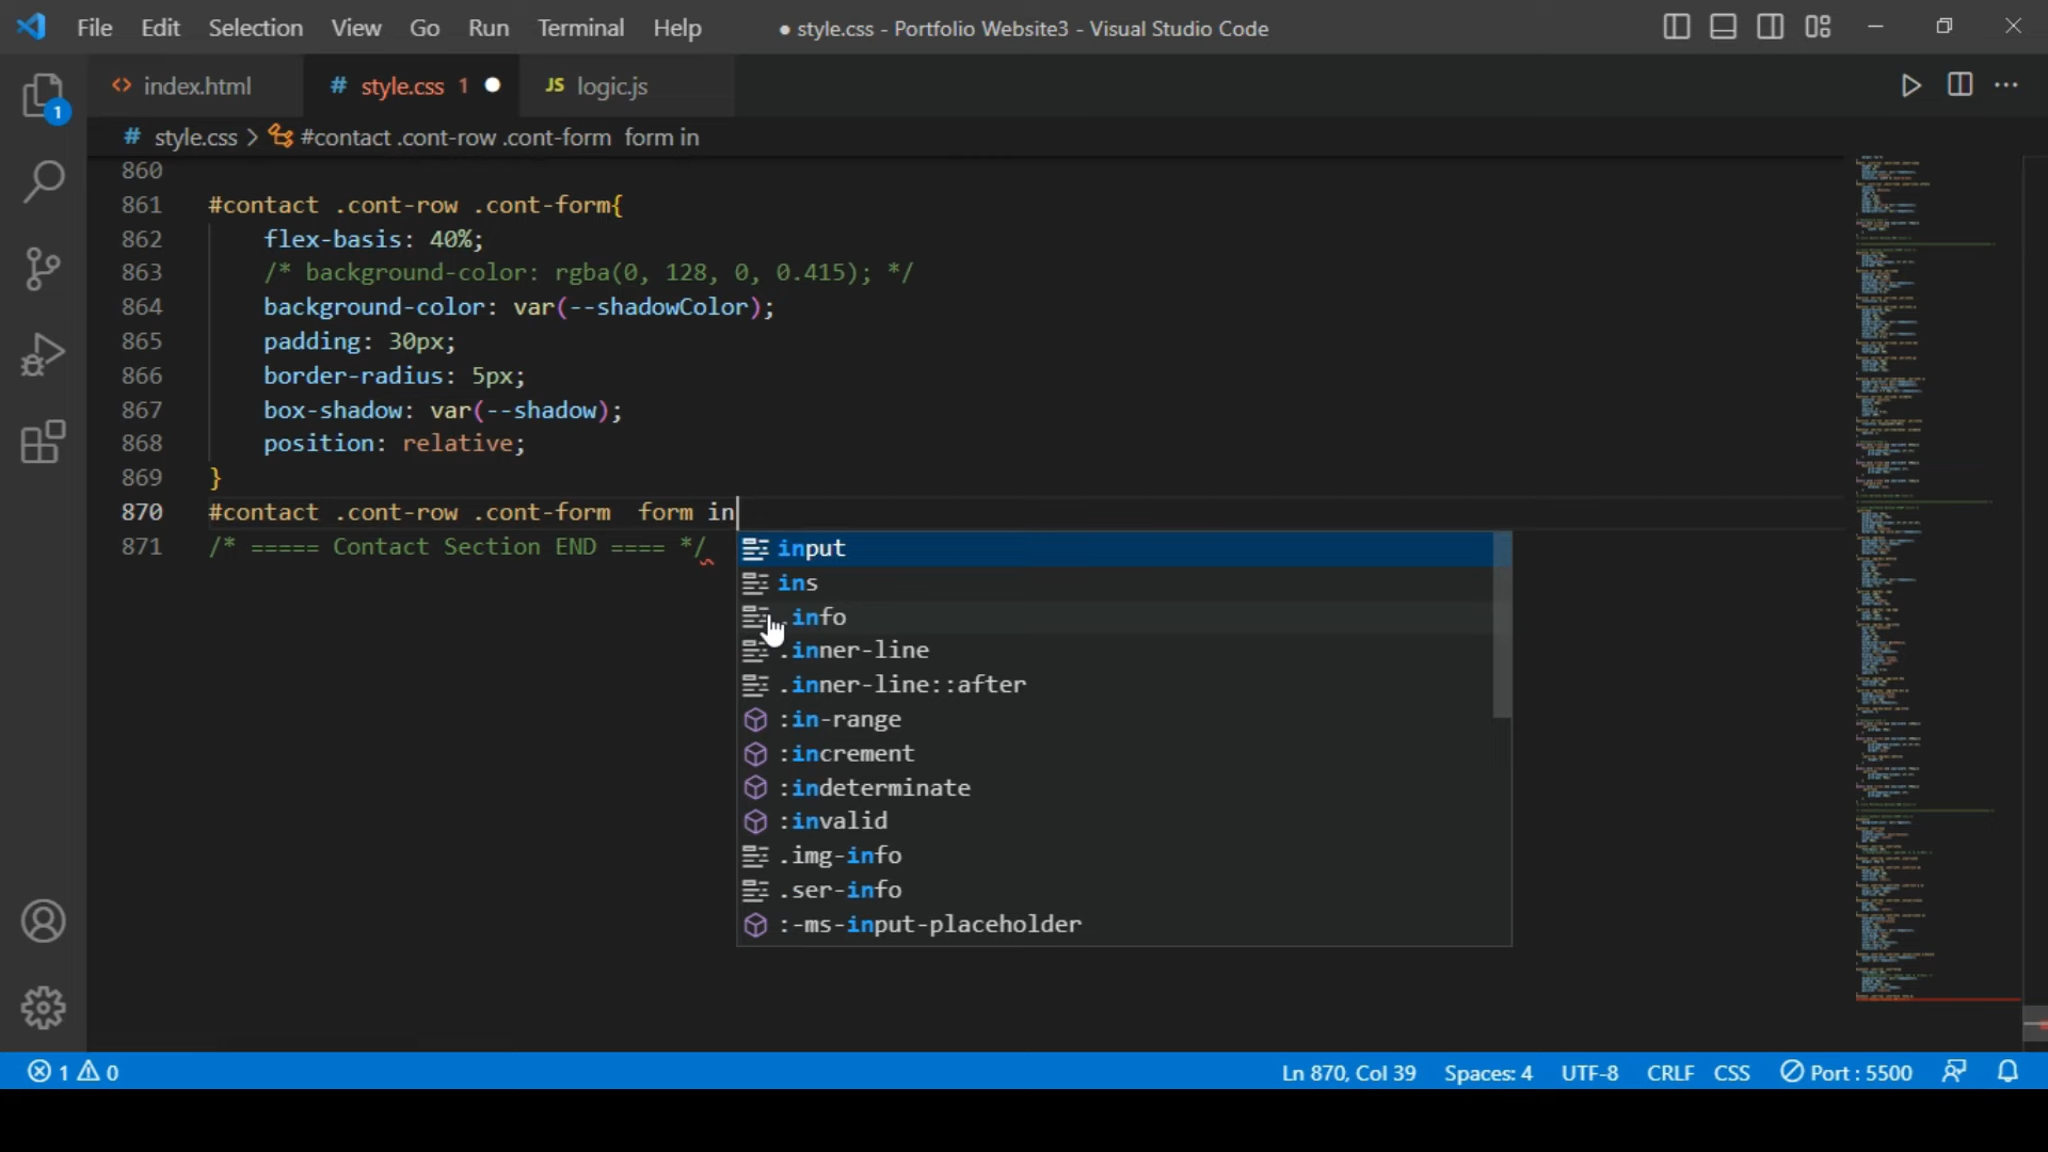 File Edit Selection View Go Run Terminal Help ● style.css - Portfolio Website3 - Visual Studio Code
1
<> index.html # style.css 1 ● JS logic.js
# style.css > #contact .cont-row .cont-form form in
860
861 #contact .cont-row .cont-form{
862 flex-basis: 40%;
863 /* background-color: rgba(0, 128, 0, 0.415); */
864 background-color: var(--shadowColor);
865 padding: 30px;
866 border-radius: 5px;
867 box-shadow: var(--shadow);
868 position: relative;
869 }
870 #contact .cont-row .cont-form  form in
871 /* ===== Contact Section END ==== */
input
ins
.info
.inner-line
.inner-line::after
:in-range
:increment
:indeterminate
:invalid
.img-info
.ser-info
:-ms-input-placeholder
1 0 Ln 870, Col 39 Spaces: 4 UTF-8 CRLF CSS Port : 5500